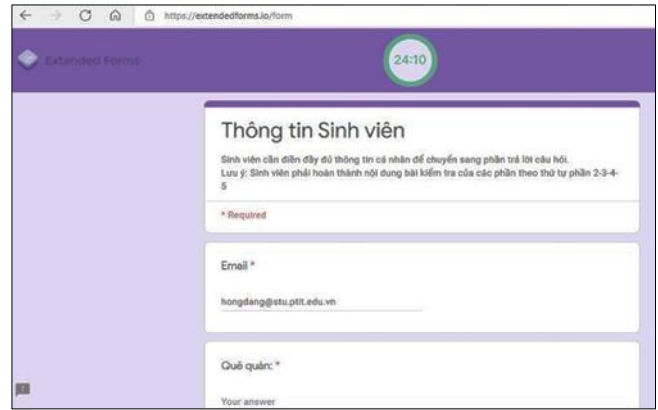 https://extendedforms.io/form
Extended Forms
24:10
Thông tin Sinh viên
Sinh viên cần điền đầy đủ thông tin cá nhân để chuyển sang phần trả lời câu hỏi.
Lưu ý: Sinh viên phải hoàn thành nội dung bài kiểm tra của các phần theo thứ tự phần 2-3-4-
5
* Required
Email *
hongdang@stu.ptit.edu.vn
Quê quán: *
Your answer